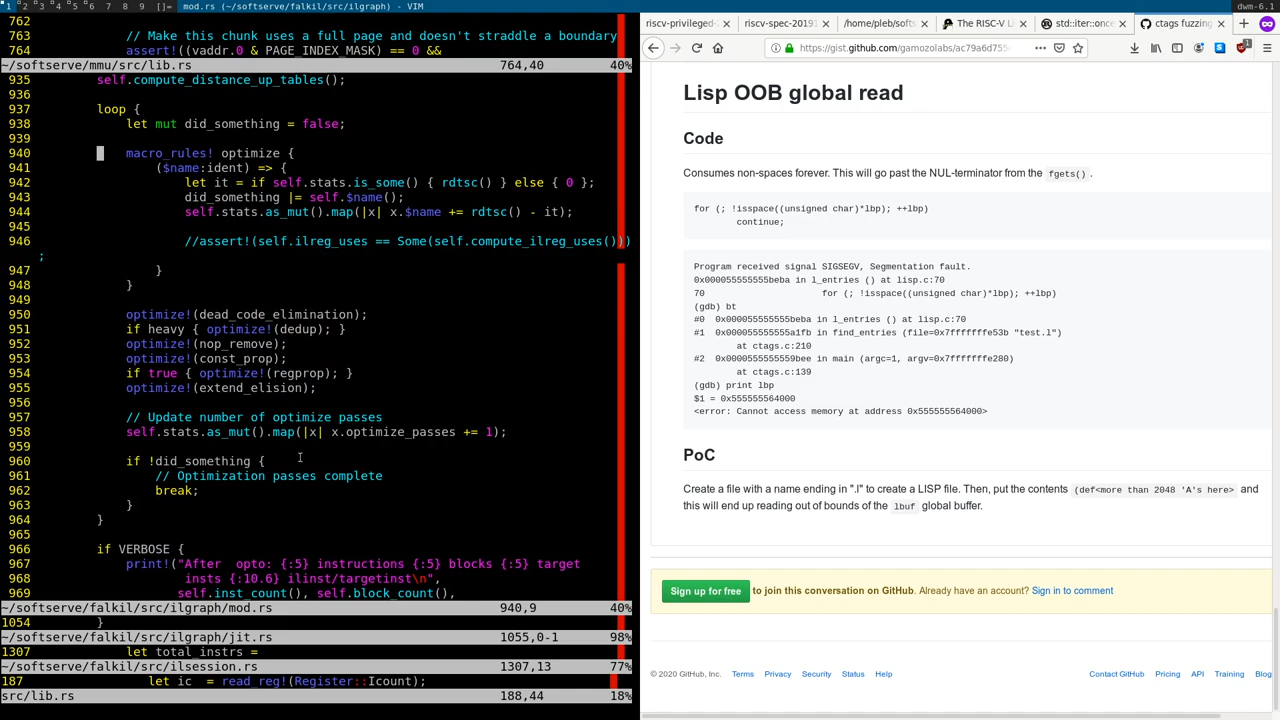 1 2 3 4 5 6 7 8 9 []= mod.rs (~/softserve/falkil/src/ilgraph) - VIM
dwm-6.1
762
763 // Make this chunk uses a full page and doesn't straddle a boundary
764 assert!((vaddr.0 & PAGE_INDEX_MASK) == 0 &&
~/softserve/mmu/src/lib.rs 764,40 40%
935 self.compute_distance_up_tables();
936
937 loop {
938 let mut did_something = false;
939
940 macro_rules! optimize {
941 ($name:ident) => {
942 let it = if self.stats.is_some() { rdtsc() } else { 0 };
943 did_something |= self.$name();
944 self.stats.as_mut().map(|x| x.$name += rdtsc() - it);
945
946 //assert!(self.ilreg_uses == Some(self.compute_ilreg_uses()))
;
947 }
948 }
949
950 optimize!(dead_code_elimination);
951 if heavy { optimize!(dedup); }
952 optimize!(nop_remove);
953 optimize!(const_prop);
954 if true { optimize!(regprop); }
955 optimize!(extend_elision);
956
957 // Update number of optimize passes
958 self.stats.as_mut().map(|x| x.optimize_passes += 1);
959
960 if !did_something {
961 // Optimization passes complete
962 break;
963 }
964 }
965
966 if VERBOSE {
967 print!("After opto: {:5} instructions {:5} blocks {:5} target
968 insts {:10.6} ilinst/targetinst\n",
969 self.inst_count(), self.block_count(),
~/softserve/falkil/src/ilgraph/mod.rs 940,9 40%
1054 }
~/softserve/falkil/src/ilgraph/jit.rs 1055,0-1 98%
1307 let total_instrs =
~/softserve/falkil/src/ilsession.rs 1307,13 77%
187 let ic = read_reg!(Register::Icount);
src/lib.rs 188,44 18%
riscv-privileged- riscv-spec-20191 /home/pleb/softs The RISC-V L std::iter::once ctags fuzzing
https://gist.github.com/gamozolabs/ac79a6d755
Lisp OOB global read
Code
Consumes non-spaces forever. This will go past the NUL-terminator from the fgets() .
for (; !isspace((unsigned char)*lbp); ++lbp)
continue;
Program received signal SIGSEGV, Segmentation fault.
0x000055555555beba in l_entries () at lisp.c:70
70 for (; !isspace((unsigned char)*lbp); ++lbp)
(gdb) bt
#0 0x000055555555beba in l_entries () at lisp.c:70
#1 0x000055555555a1fb in find_entries (file=0x7fffffffe53b "test.l")
at ctags.c:210
#2 0x0000555555559bee in main (argc=1, argv=0x7fffffffe280)
at ctags.c:139
(gdb) print lbp
$1 = 0x555555564000
<error: Cannot access memory at address 0x555555564000>
PoC
Create a file with a name ending in ".l" to create a LISP file. Then, put the contents (def<more than 2048 'A's here> and
this will end up reading out of bounds of the lbuf global buffer.
Sign up for free to join this conversation on GitHub. Already have an account? Sign in to comment
© 2020 GitHub, Inc. Terms Privacy Security Status Help Contact GitHub Pricing API Training Blog